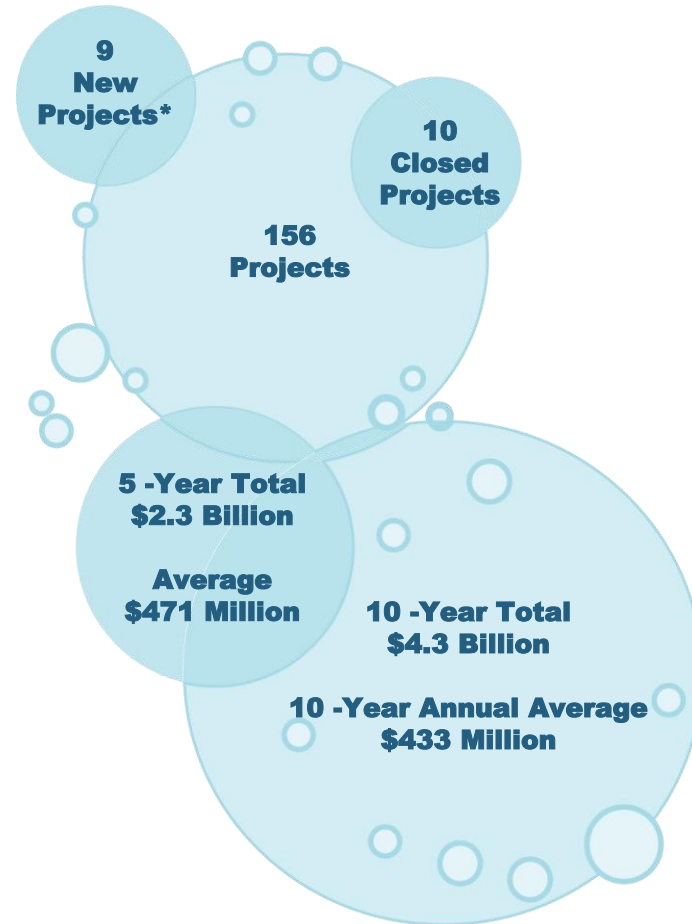 9
New
Projects*
10
Closed
Projects
156
Projects
5 -Year Total
$2.3 Billion
Average
$471 Million
10 -Year Total
$4.3 Billion
10 -Year Annual Average
$433 Million